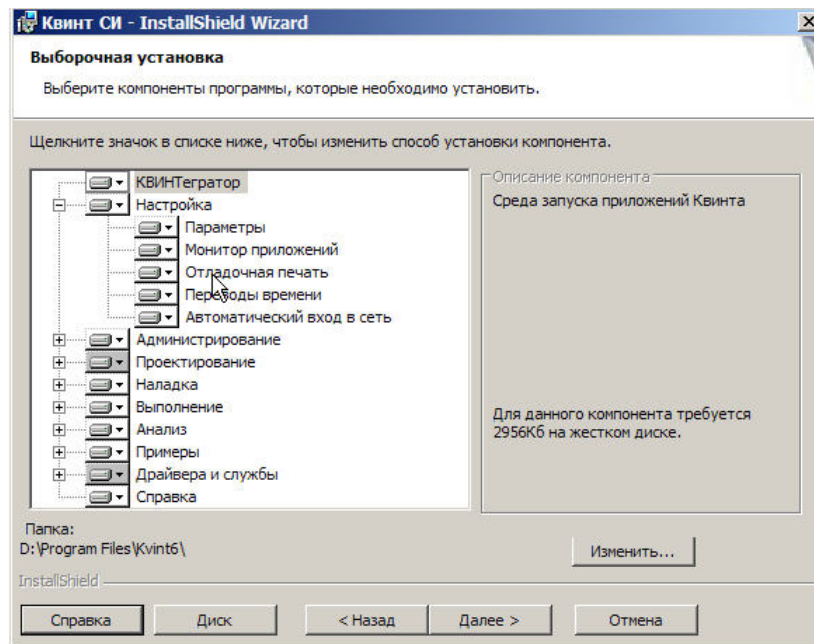 Квинт СИ - InstallShield Wizard
Выборочная установка
Выберите компоненты программы, которые необходимо установить.
Щелкните значок в списке ниже, чтобы изменить способ установки компонента.
КВИНТегратор
Настройка
Параметры
Монитор приложений
Отладочная печать
Переводы времени
Автоматический вход в сеть
Администрирование
Проектирование
Наладка
Выполнение
Анализ
Примеры
Драйвера и службы
Справка
Описание компонента
Среда запуска приложений Квинта
Для данного компонента требуется
2956Кб на жестком диске.
Папка:
D:\Program Files\Kvint6\
Изменить...
InstallShield
Справка
Диск
< Назад
Далее >
Отмена